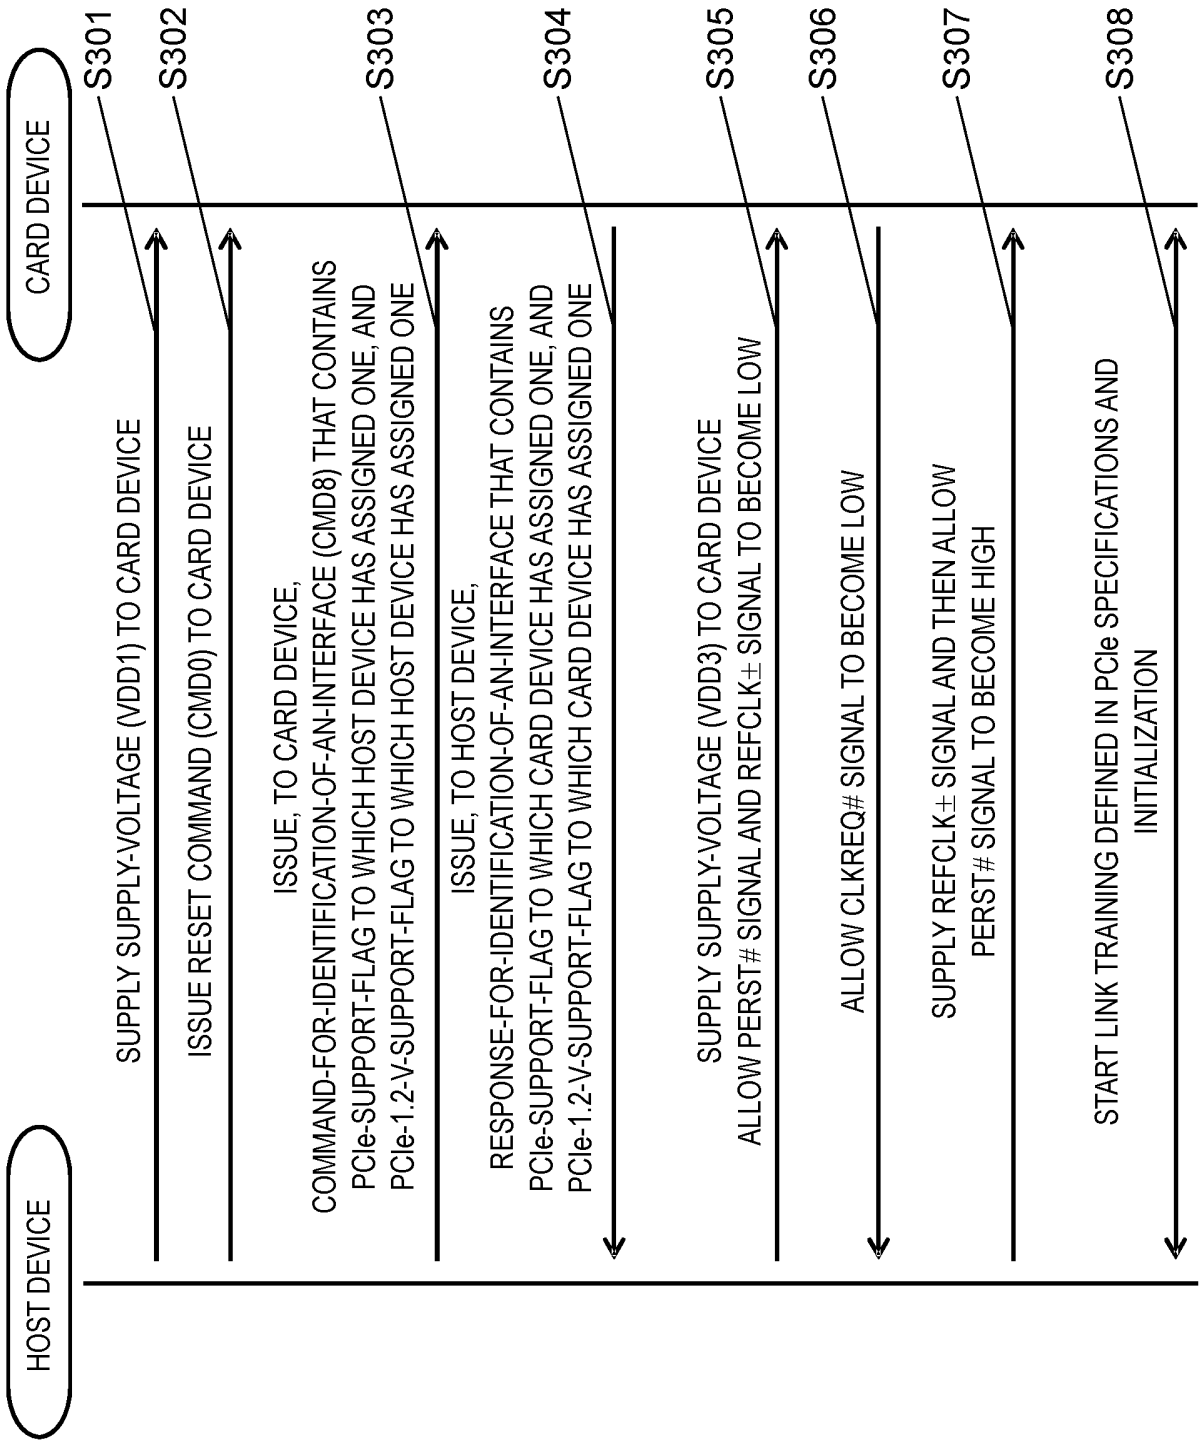 HOST DEVICE
CARD DEVICE
SUPPLY SUPPLY-VOLTAGE (VDD1) TO CARD DEVICE
S301
ISSUE RESET COMMAND (CMD0) TO CARD DEVICE
S302
ISSUE, TO CARD DEVICE,
COMMAND-FOR-IDENTIFICATION-OF-AN-INTERFACE (CMD8) THAT CONTAINS
PCIe-SUPPORT-FLAG TO WHICH HOST DEVICE HAS ASSIGNED ONE, AND
PCIe-1.2-V-SUPPORT-FLAG TO WHICH HOST DEVICE HAS ASSIGNED ONE
S303
ISSUE, TO HOST DEVICE,
RESPONSE-FOR-IDENTIFICATION-OF-AN-INTERFACE THAT CONTAINS
PCIe-SUPPORT-FLAG TO WHICH CARD DEVICE HAS ASSIGNED ONE, AND
PCIe-1.2-V-SUPPORT-FLAG TO WHICH CARD DEVICE HAS ASSIGNED ONE
S304
SUPPLY SUPPLY-VOLTAGE (VDD3) TO CARD DEVICE
ALLOW PERST# SIGNAL AND REFCLK± SIGNAL TO BECOME LOW
S305
ALLOW CLKREQ# SIGNAL TO BECOME LOW
S306
SUPPLY REFCLK± SIGNAL AND THEN ALLOW
PERST# SIGNAL TO BECOME HIGH
S307
START LINK TRAINING DEFINED IN PCIe SPECIFICATIONS AND
INITIALIZATION
S308